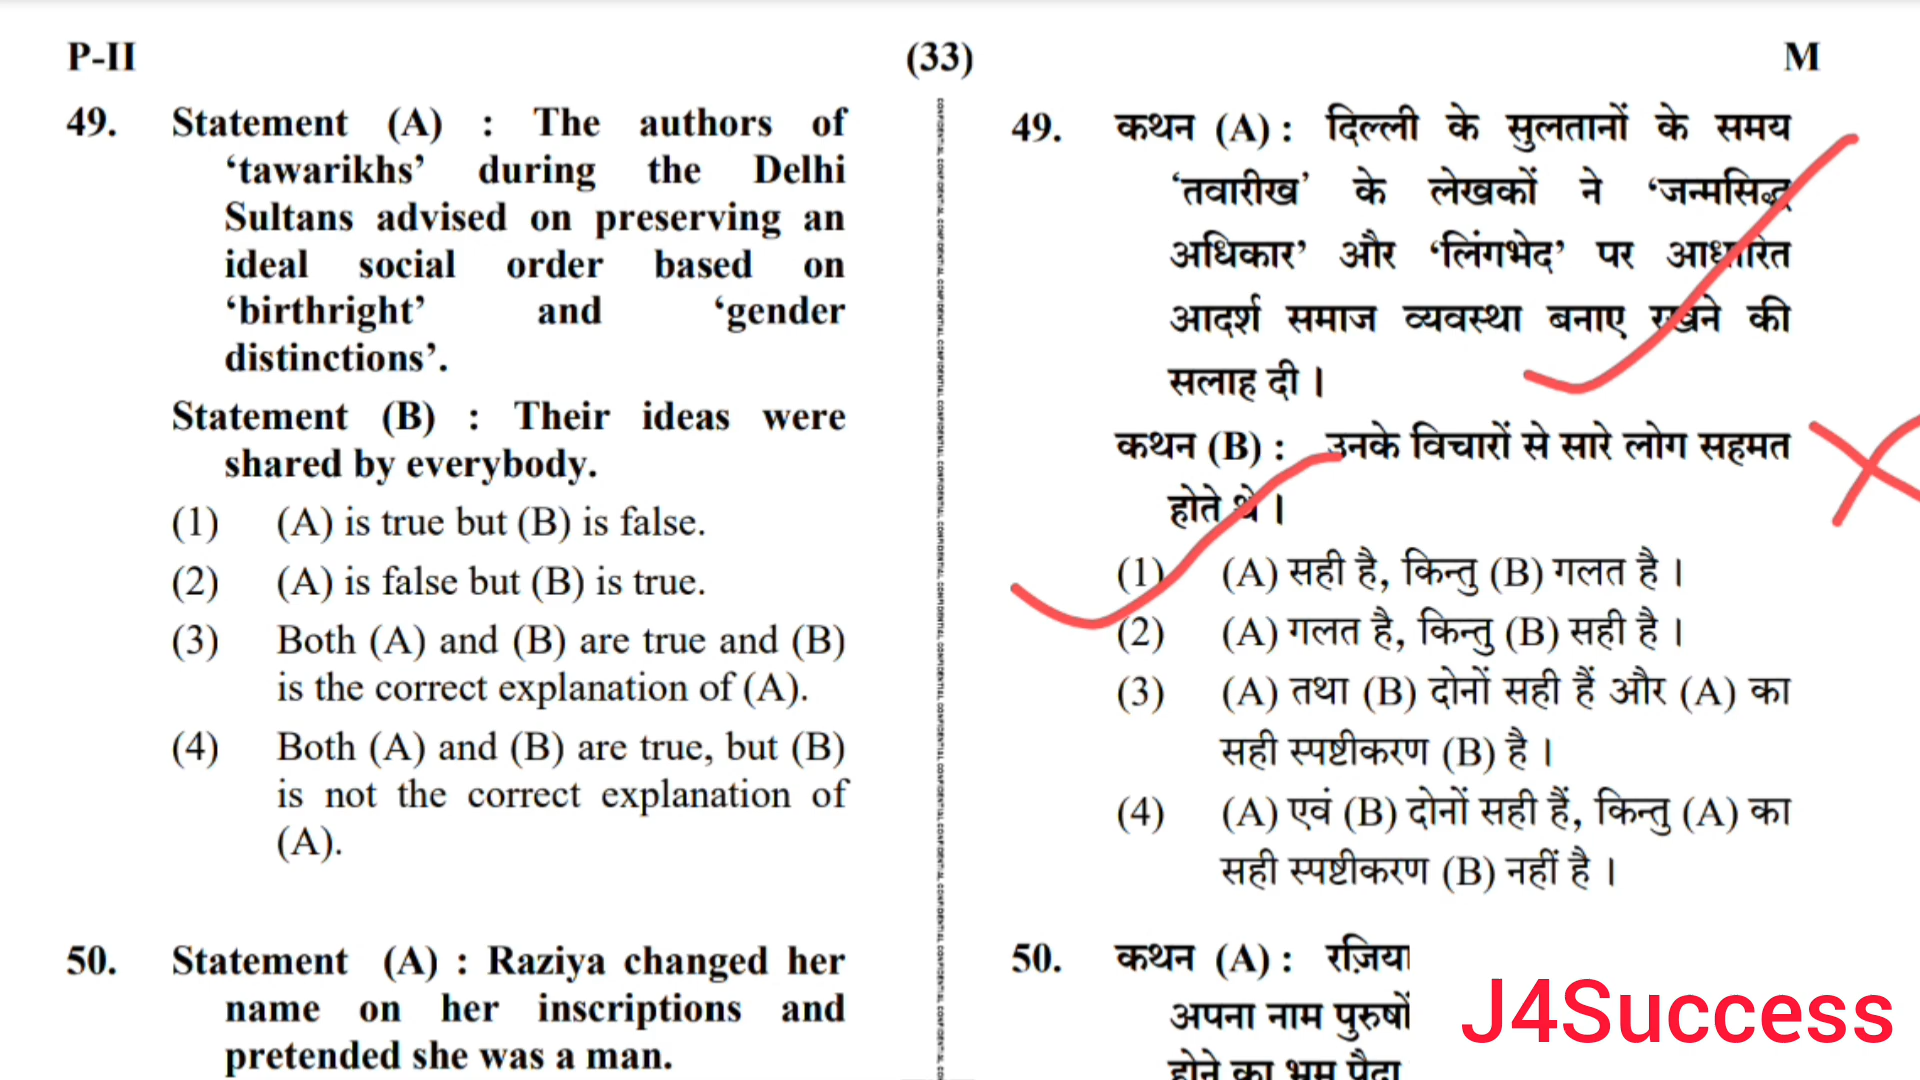 P-II
(33)
M
49. Statement (A) : The authors of
‘tawarikhs’ during the Delhi
Sultans advised on preserving an
ideal social order based on
‘birthright’ and ‘gender
distinctions’.
Statement (B) : Their ideas were
shared by everybody.
(1) (A) is true but (B) is false.
(2) (A) is false but (B) is true.
(3) Both (A) and (B) are true and (B)
is the correct explanation of (A).
(4) Both (A) and (B) are true, but (B)
is not the correct explanation of
(A).
50. Statement (A) : Raziya changed her
name on her inscriptions and
pretended she was a man.
49. कथन (A) : दिल्ली के सुलतानों के समय
‘तवारीख’ के लेखकों ने ‘जन्मसिद्ध
अधिकार’ और ‘लिंगभेद’ पर आधारित
आदर्श समाज व्यवस्था बनाए रखने की
सलाह दी ।
कथन (B) : उनके विचारों से सारे लोग सहमत
होते थे ।
(1) (A) सही है, किन्तु (B) गलत है ।
(2) (A) गलत है, किन्तु (B) सही है ।
(3) (A) तथा (B) दोनों सही हैं और (A) का
सही स्पष्टीकरण (B) है ।
(4) (A) एवं (B) दोनों सही हैं, किन्तु (A) का
सही स्पष्टीकरण (B) नहीं है ।
50. कथन (A) : रज़िया
अपना नाम पुरुषों
होने का भ्रम पैदा
J4Success